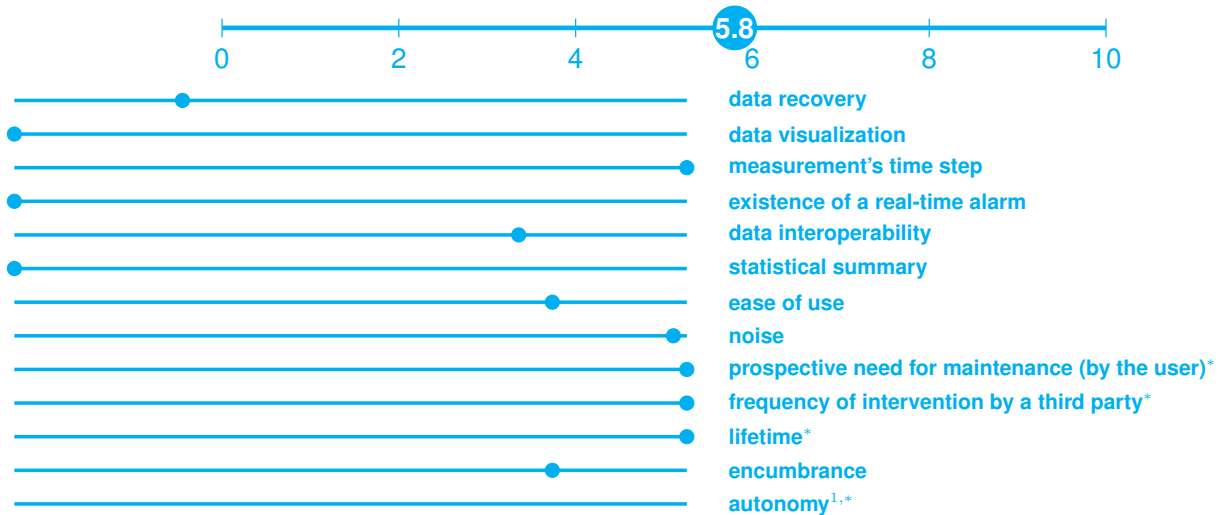 5.8
0 2 4 6 8 10
data recovery
data visualization
measurement's time step
existence of a real-time alarm
data interoperability
statistical summary
ease of use
noise
prospective need for maintenance (by the user)*
frequency of intervention by a third party*
lifetime*
encumbrance
autonomy1,*